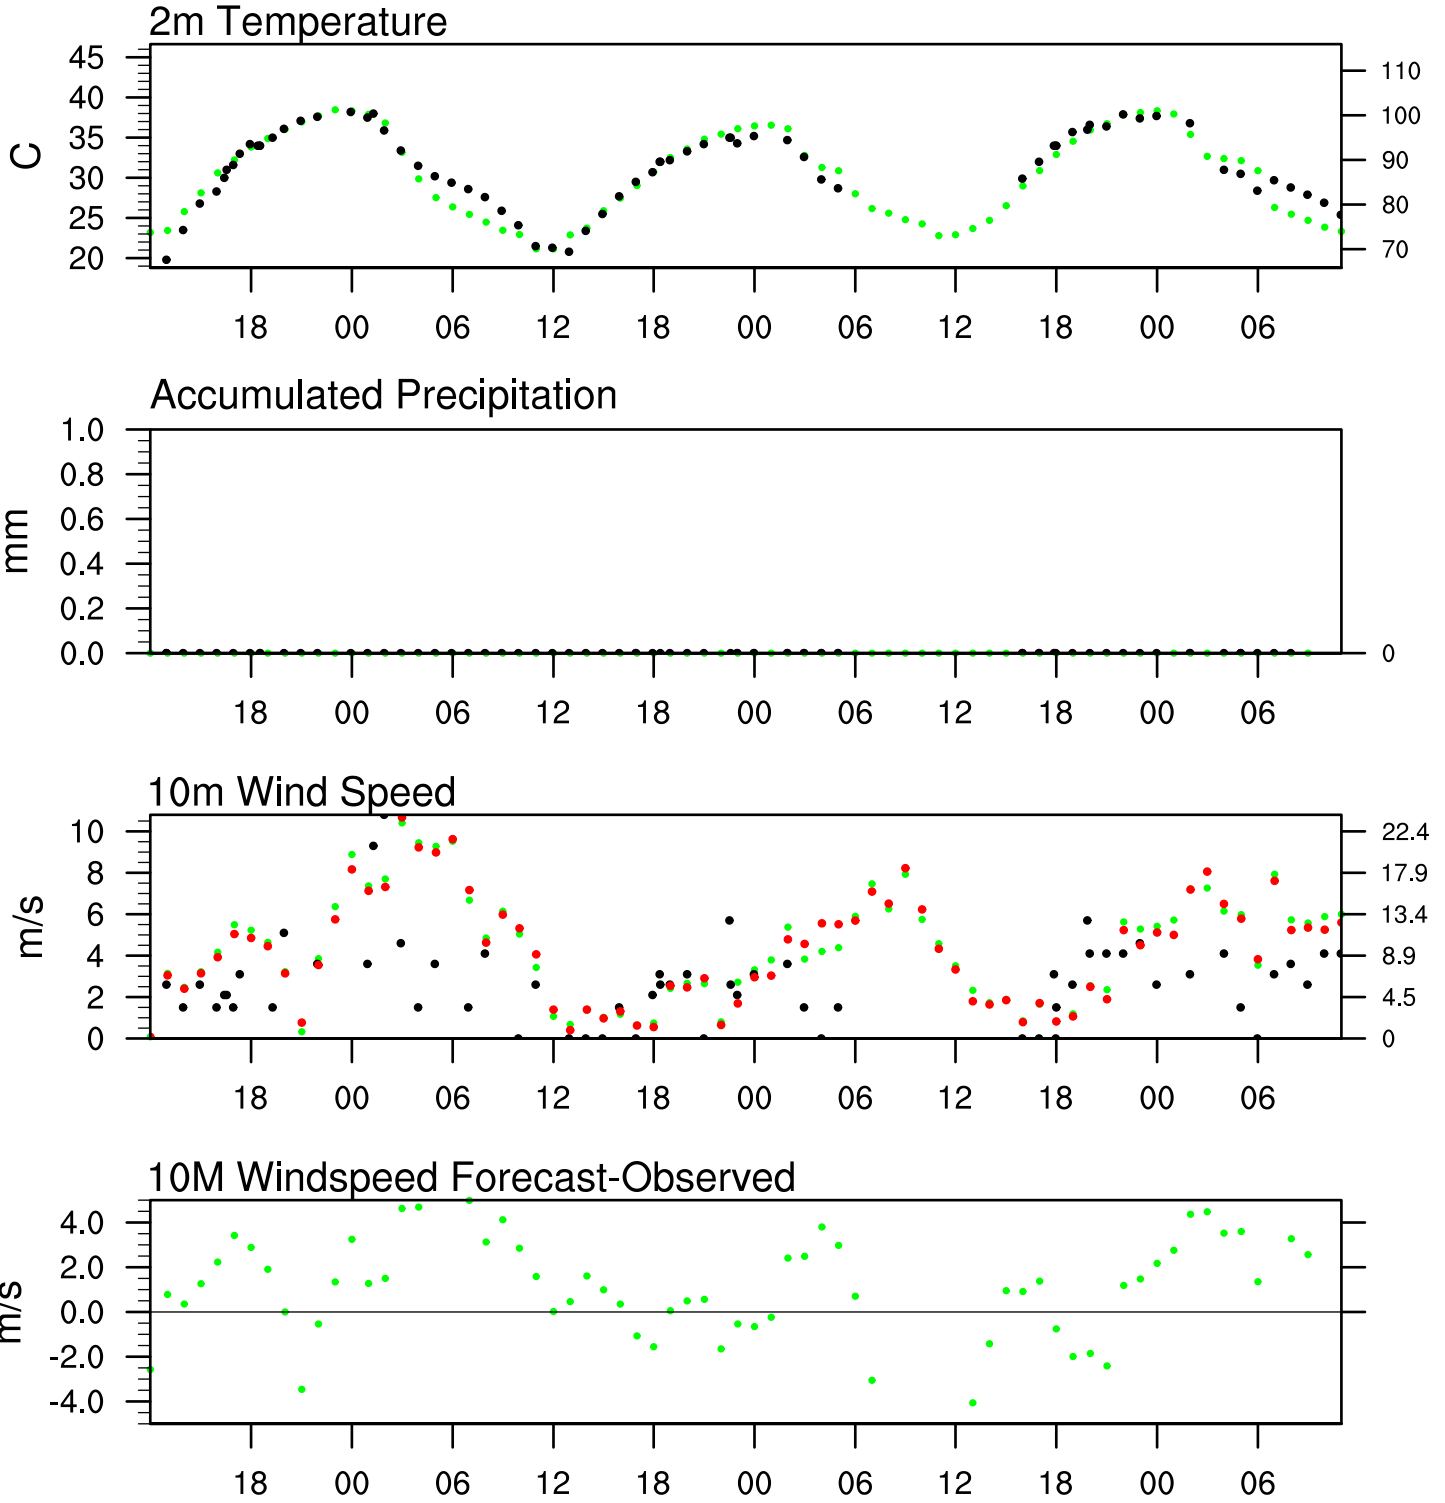 2m Temperature
45
40
35
30
25
20
C
110
100
90
80
70
18 00 06 12 18 00 06 12 18 00 06
Accumulated Precipitation
1.0
0.8
0.6
0.4
0.2
0.0
mm
0
18 00 06 12 18 00 06 12 18 00 06
10m Wind Speed
10
8
6
4
2
0
m/s
22.4
17.9
13.4
8.9
4.5
0
18 00 06 12 18 00 06 12 18 00 06
10M Windspeed Forecast-Observed
4.0
2.0
0.0
-2.0
-4.0
m/s
18 00 06 12 18 00 06 12 18 00 06